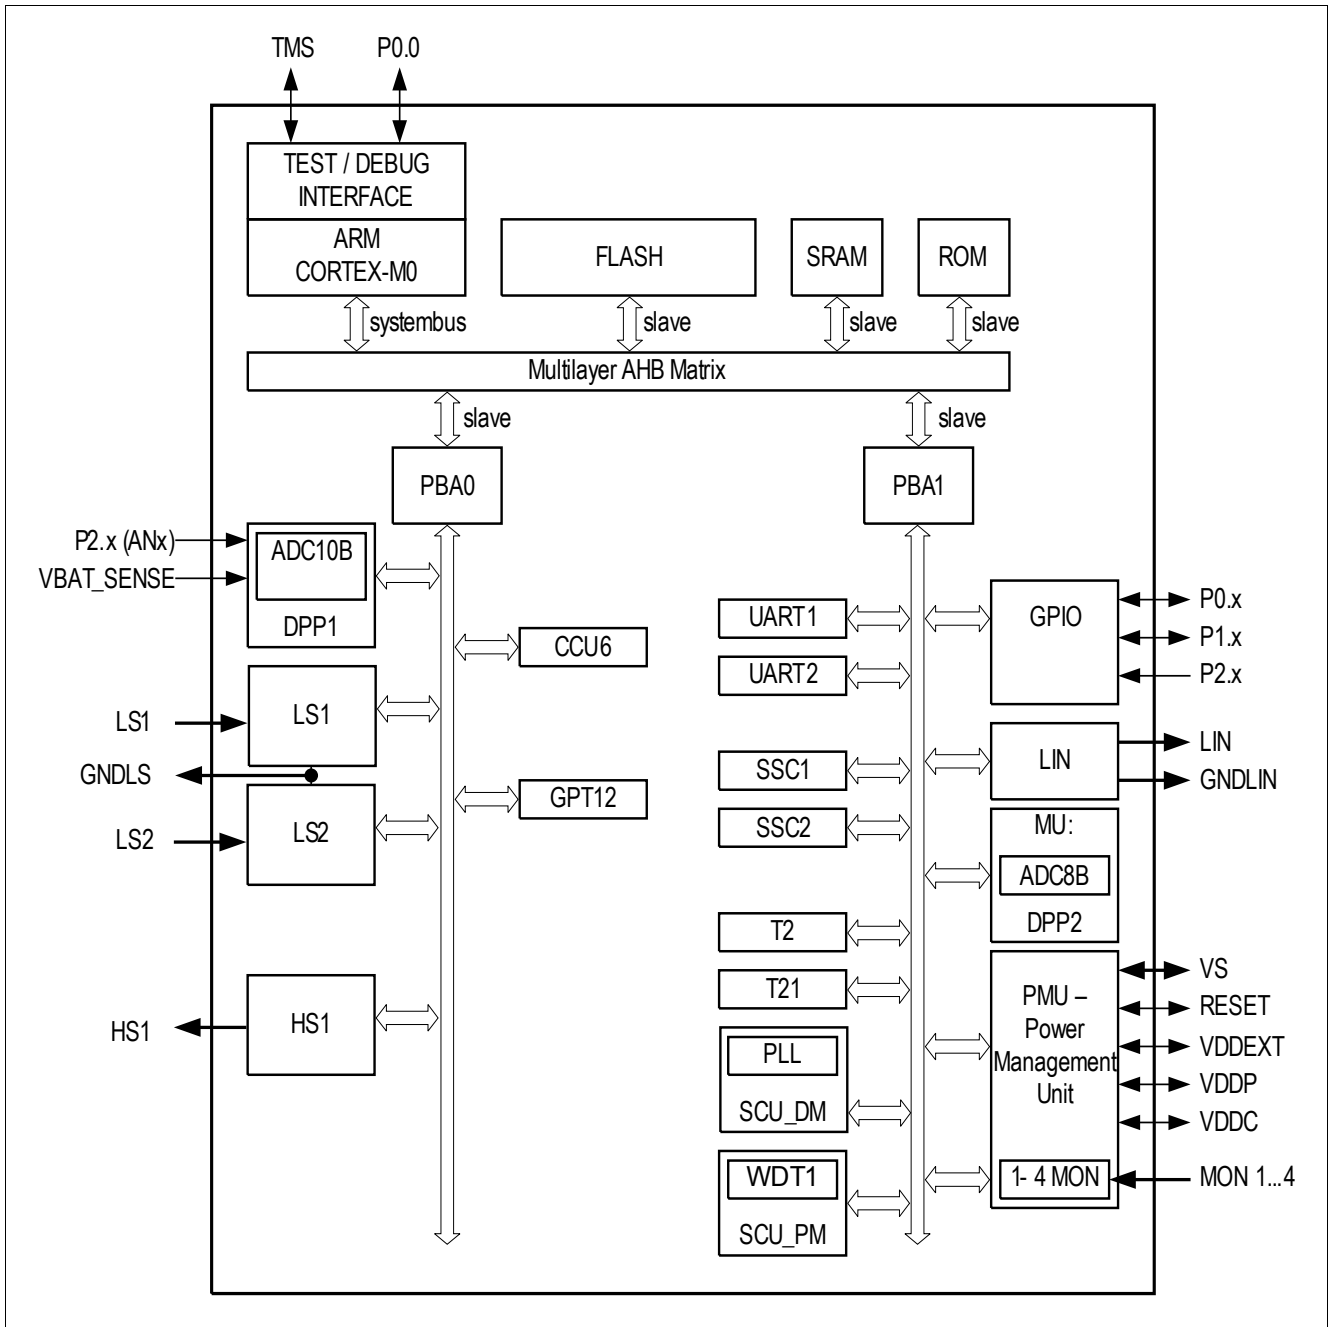 TMS P0.0
TEST / DEBUG
INTERFACE
ARM
CORTEX-M0
FLASH
SRAM
ROM
systembus
slave
slave
slave
Multilayer AHB Matrix
slave
slave
PBA0
PBA1
P2.x (ANx)
VBAT_SENSE
ADC10B
DPP1
CCU6
LS1
LS1
GNDLS
GPT12
LS2
LS2
HS1
HS1
UART1
UART2
SSC1
SSC2
T2
T21
PLL
SCU_DM
WDT1
SCU_PM
GPIO
P0.x
P1.x
P2.x
LIN
LIN
GNDLIN
MU:
ADC8B
DPP2
PMU –
Power
Management
Unit
VS
RESET
VDDEXT
VDDP
VDDC
1- 4 MON
MON 1...4